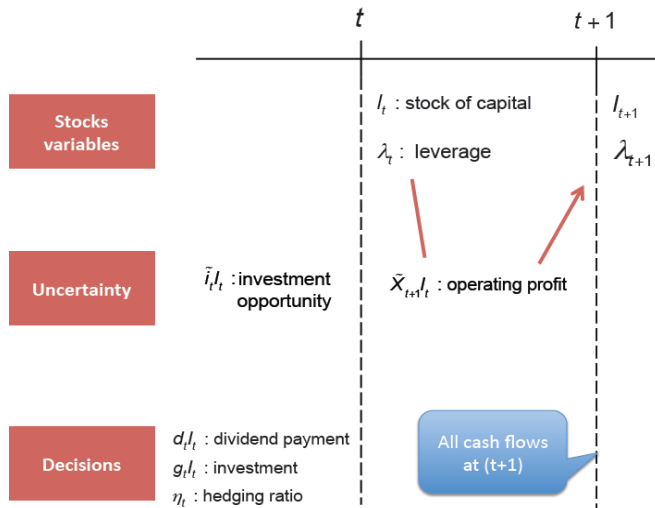 t
t + 1
Stocks
variables
I_t : stock of capital
I_{t+1}
λ_t : leverage
λ_{t+1}
Uncertainty
ĩ_t I_t : investment
opportunity
X̃_{t+1} I_t : operating profit
Decisions
d_t I_t : dividend payment
g_t I_t : investment
η_t : hedging ratio
All cash flows
at (t+1)